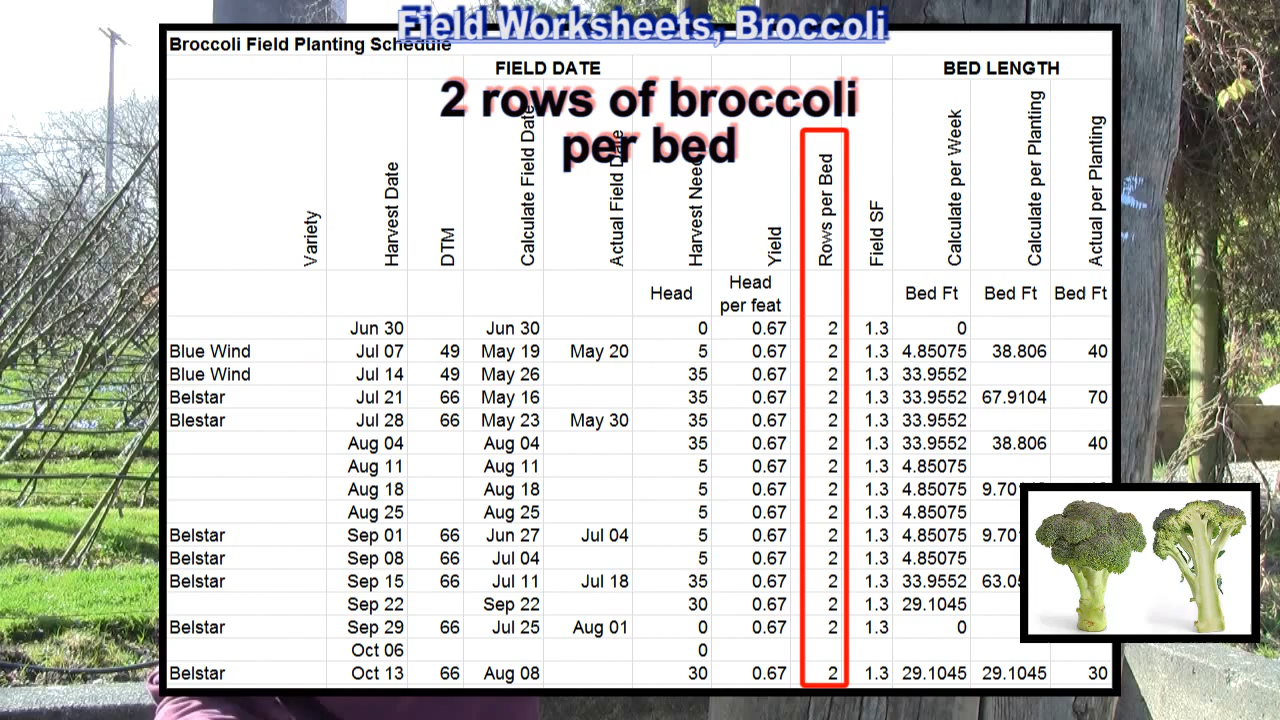 Field Worksheets, Broccoli
Broccoli Field Planting Schedule
FIELD DATE BED LENGTH
2 rows of broccoli
per bed
Variety Harvest Date DTM Calculate Field Date Actual Field Date Harvest Need Yield Rows per Bed Field SF Calculate per Week Calculate per Planting Actual per Planting
Head Head per feat Bed Ft Bed Ft Bed Ft
Jun 30 Jun 30 0 0.67 2 1.3 0
Blue Wind Jul 07 49 May 19 May 20 5 0.67 2 1.3 4.85075 38.806 40
Blue Wind Jul 14 49 May 26 35 0.67 2 1.3 33.9552
Belstar Jul 21 66 May 16 35 0.67 2 1.3 33.9552 67.9104 70
Blestar Jul 28 66 May 23 May 30 35 0.67 2 1.3 33.9552
Aug 04 Aug 04 35 0.67 2 1.3 33.9552 38.806 40
Aug 11 Aug 11 5 0.67 2 1.3 4.85075
Aug 18 Aug 18 5 0.67 2 1.3 4.85075
Aug 25 Aug 25 5 0.67 2 1.3 4.85075
Belstar Sep 01 66 Jun 27 Jul 04 5 0.67 2 1.3 4.85075
Belstar Sep 08 66 Jul 04 5 0.67 2 1.3 4.85075
Belstar Sep 15 66 Jul 11 Jul 18 35 0.67 2 1.3 33.9552
Sep 22 Sep 22 30 0.67 2 1.3 29.1045
Belstar Sep 29 66 Jul 25 Aug 01 0 0.67 2 1.3 0
Oct 06 0
Belstar Oct 13 66 Aug 08 30 0.67 2 1.3 29.1045 29.1045 30